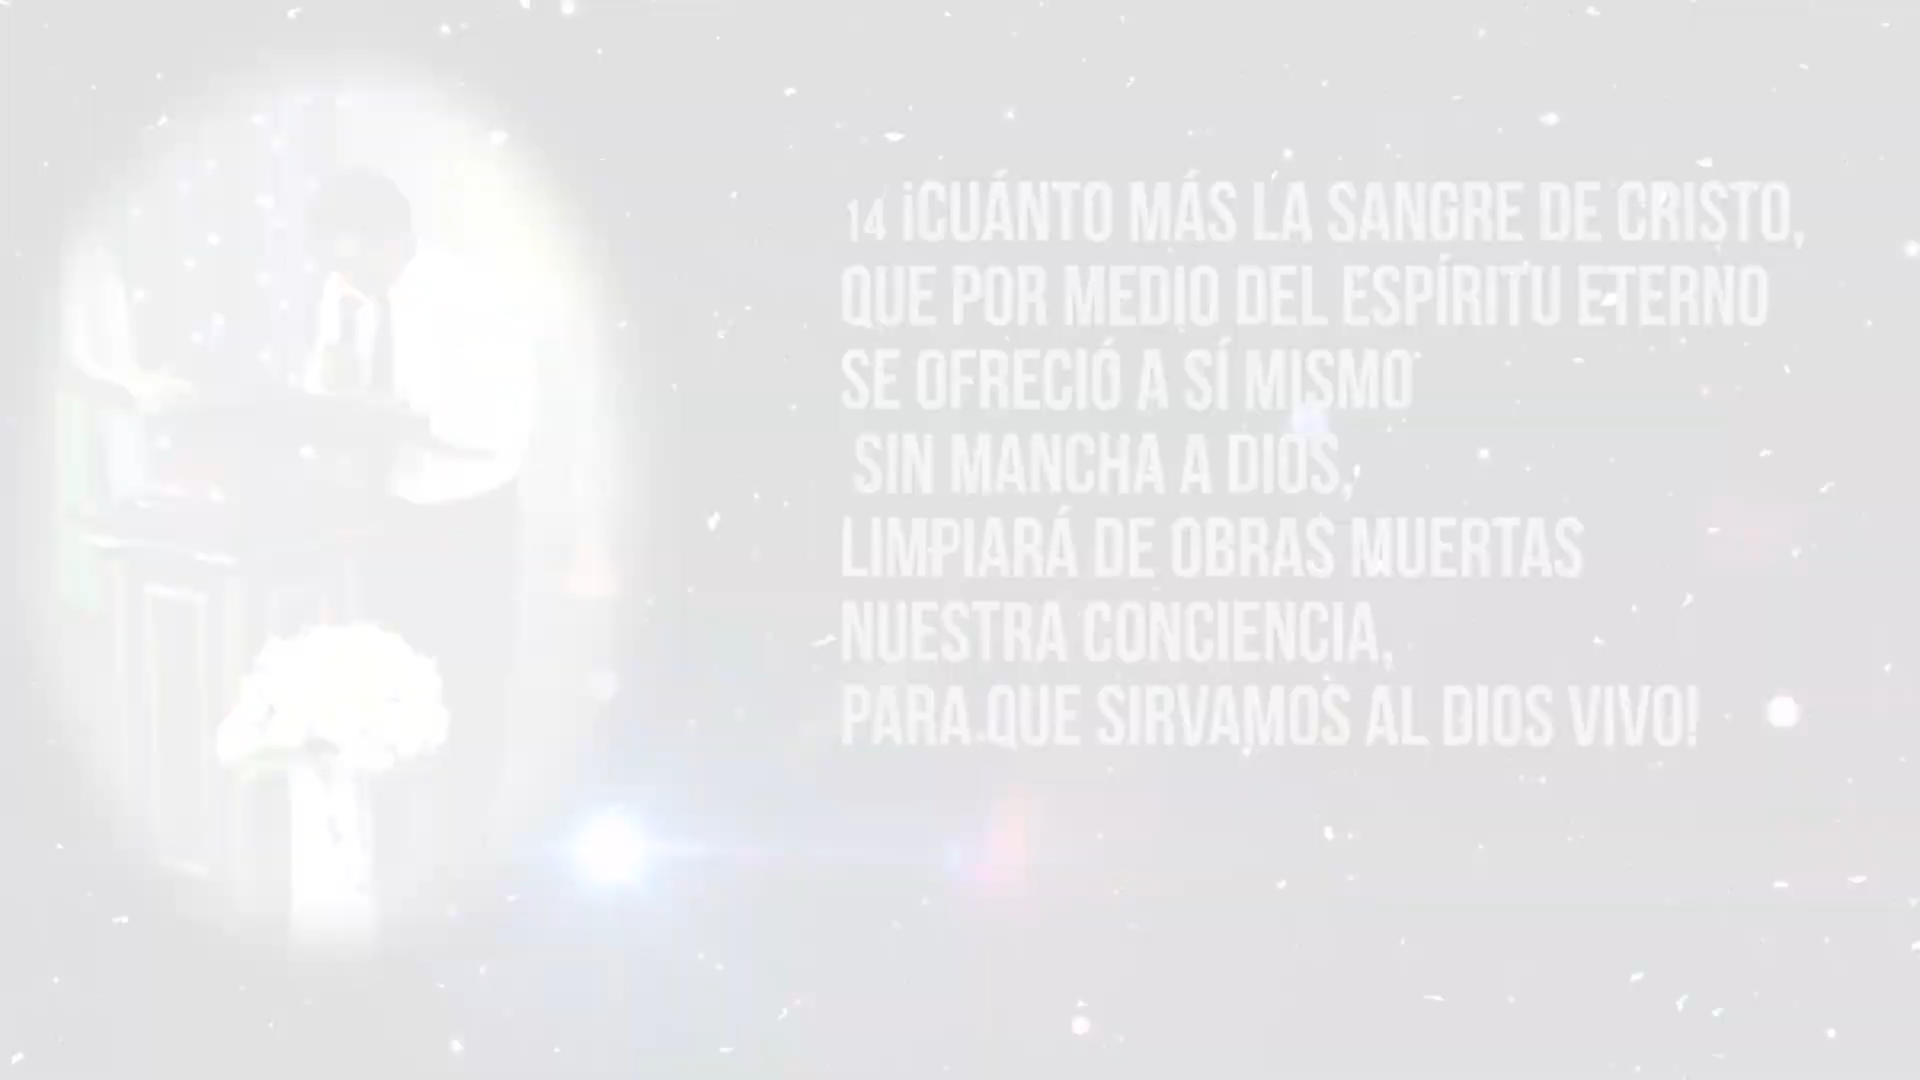 14 ¡CUÁNTO MÁS LA SANGRE DE CRISTO,
QUE POR MEDIO DEL ESPÍRITU ETERNO
SE OFRECIÓ A SÍ MISMO
SIN MANCHA A DIOS,
LIMPIARÁ DE OBRAS MUERTAS
NUESTRA CONCIENCIA,
PARA QUE SIRVAMOS AL DIOS VIVO!